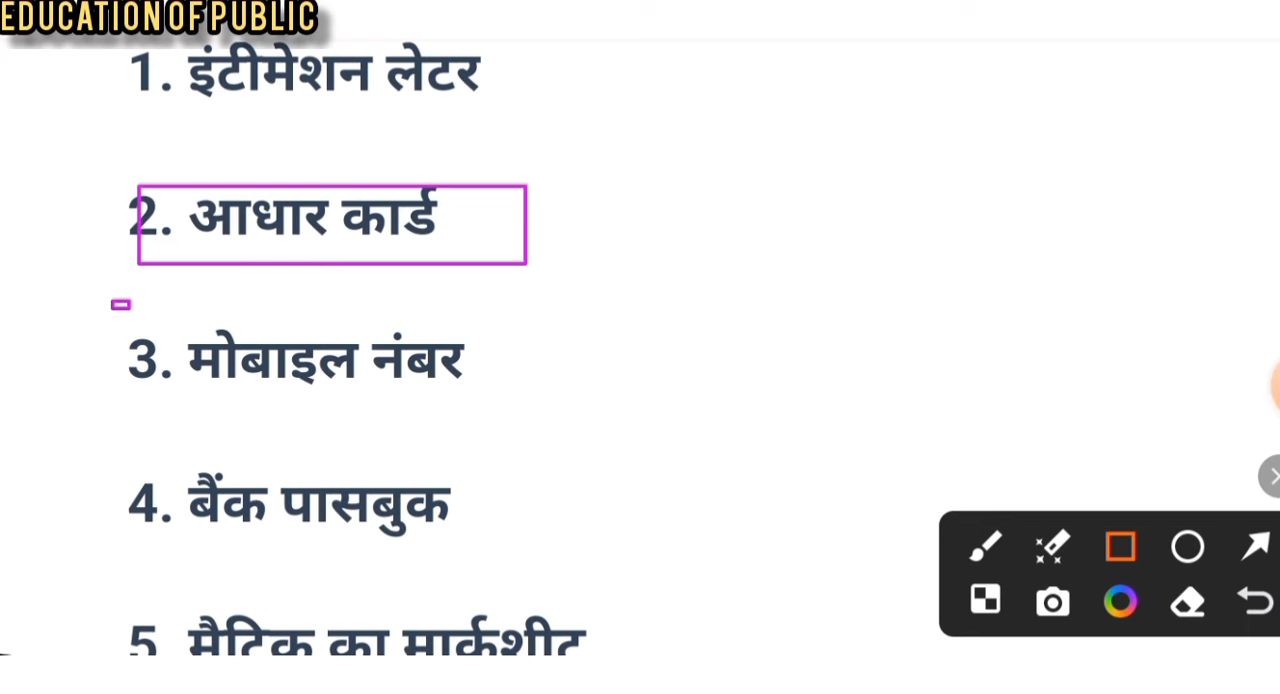 EDUCATION OF PUBLIC
1. इंटीमेशन लेटर
2. आधार कार्ड
3. मोबाइल नंबर
4. बैंक पासबुक
5. मैट्रिक का मार्कशीट